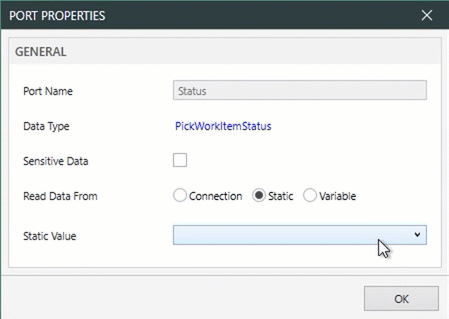 PORT PROPERTIES
GENERAL
Port Name Status
Data Type PickWorkItemStatus
Sensitive Data
Read Data From Connection Static Variable
Static Value
OK